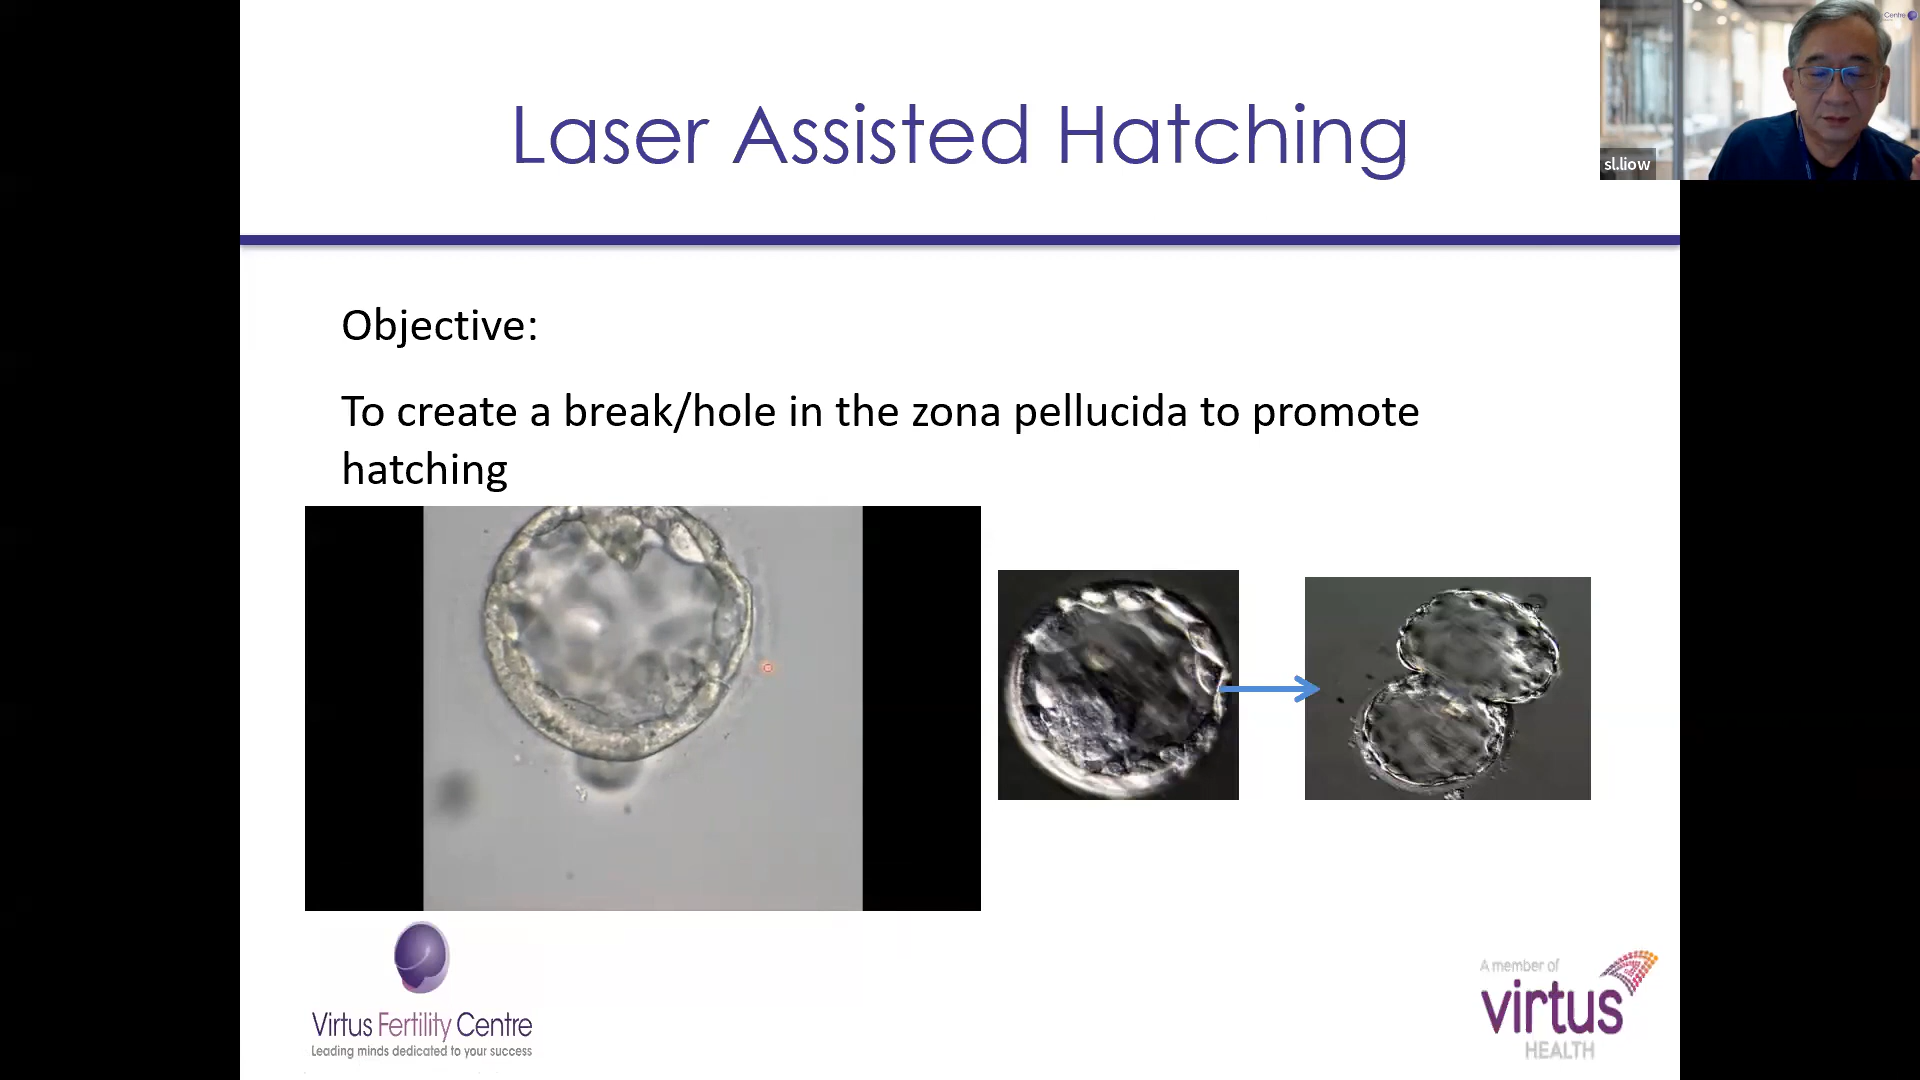 Laser Assisted Hatching
Centre
sl.liow
Objective:
To create a break/hole in the zona pellucida to promote
hatching
Virtus Fertility Centre
Leading minds dedicated to your success
A member of
virtus
HEALTH